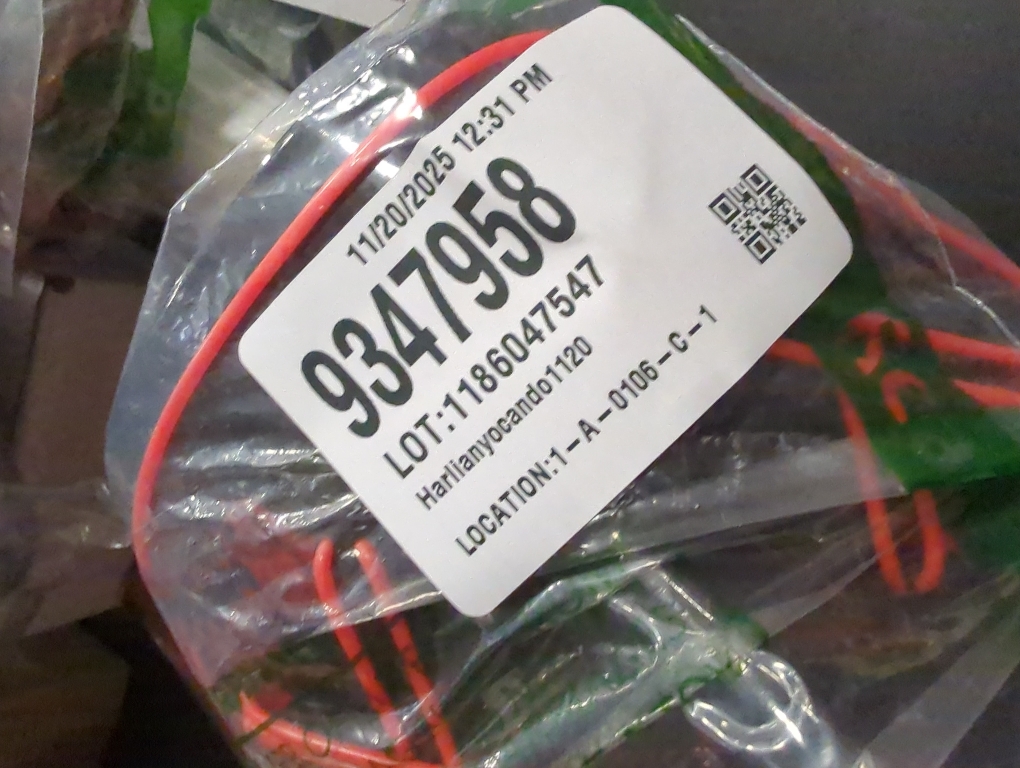 11/20/2025 12:31 PM
9347958
LOT:1186047547
Harlianyocando1120
LOCATION:1-A-0106-C-1